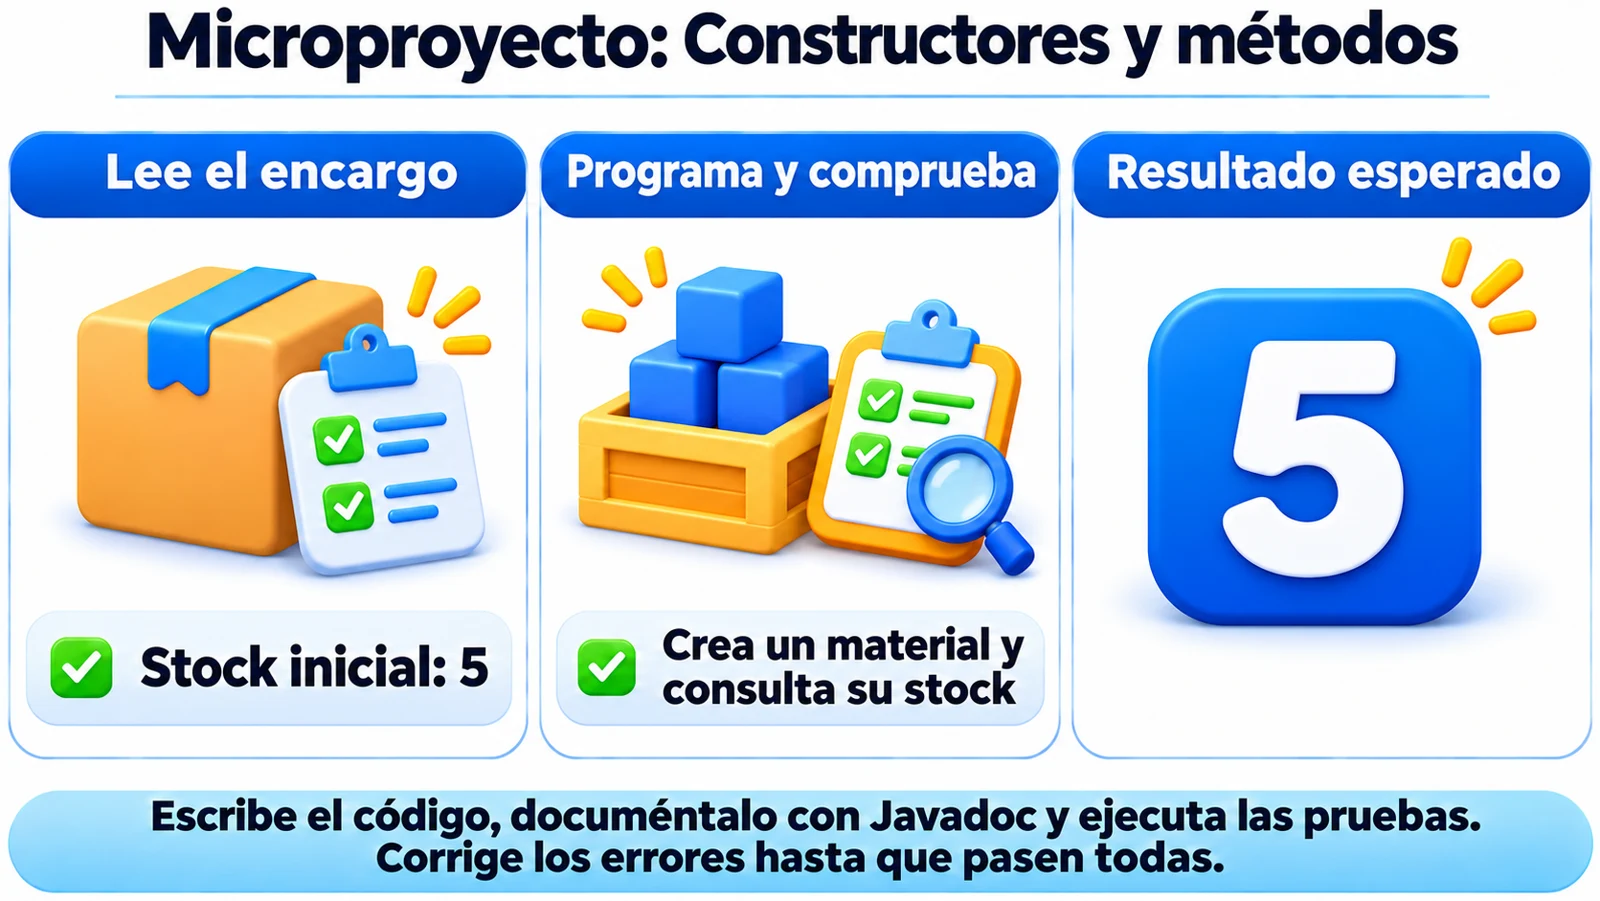 Microproyecto: Constructores y métodos
Lee el encargo
Programa y comprueba
Resultado esperado
5
Stock inicial: 5
Crea un material y
consulta su stock
Escribe el código, documéntalo con Javadoc y ejecuta las pruebas.
Corrige los errores hasta que pasen todas.